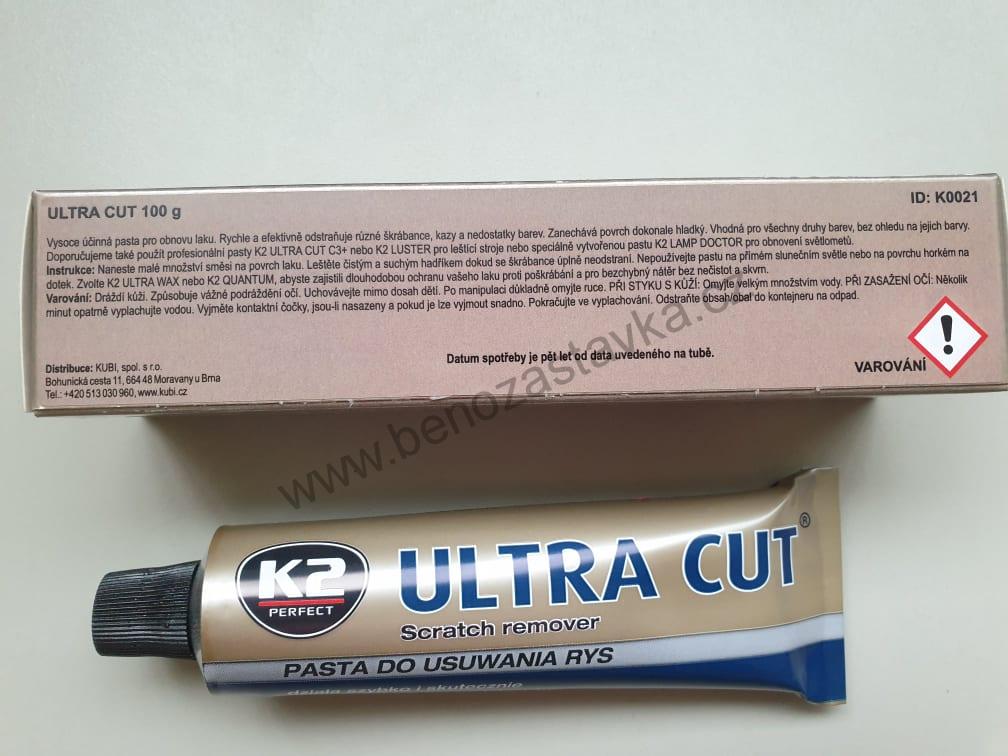 ULTRA CUT 100 g
ID: K0021
Vysoce účinná pasta pro obnovu laku. Rychle a efektivně odstraňuje různé škrábance, kazy a nedostatky barev. Zanechává povrch dokonale hladký. Vhodná pro všechny druhy barev, bez ohledu na jejich barvy.
Doporučujeme také použít profesionální pasty K2 ULTRA CUT C3+ nebo K2 LUSTER pro leštící stroje nebo speciálně vytvořenou pastu K2 LAMP DOCTOR pro obnovení světlometů.
Instrukce: Naneste malé množství směsi na povrch laku. Leštěte čistým a suchým hadříkem dokud se škrábance úplně neodstraní. Nepoužívejte pastu na přímém slunečním světle nebo na povrchu horkém na
dotek. Zvolte K2 ULTRA WAX nebo K2 QUANTUM, abyste zajistili dlouhodobou ochranu vašeho laku proti poškrábání a pro bezchybný nátěr bez nečistot a skvrn.
Varování: Dráždí kůži. Způsobuje vážné podráždění očí. Uchovávejte mimo dosah dětí. Po manipulaci důkladně omyjte ruce. PŘI STYKU S KŮŽÍ: Omyjte velkým množstvím vody. PŘI ZASAŽENÍ OČÍ: Několik
minut opatrně vyplachujte vodou. Vyjměte kontaktní čočky, jsou-li nasazeny a pokud je lze vyjmout snadno. Pokračujte ve vyplachování. Odstraňte obsah/obal do kontejneru na odpad.
Datum spotřeby je pět let od data uvedeného na tubě.
VAROVÁNÍ
Distribuce: KUBI, spol. s r.o.
Bohunická cesta 11, 664 48 Moravany u Brna
Tel.: +420 513 030 960, www.kubi.cz
www.benozastavka.cz
K2
PERFECT
ULTRA CUT®
Scratch remover
PASTA DO USUWANIA RYS
działa szybko i skutecznie